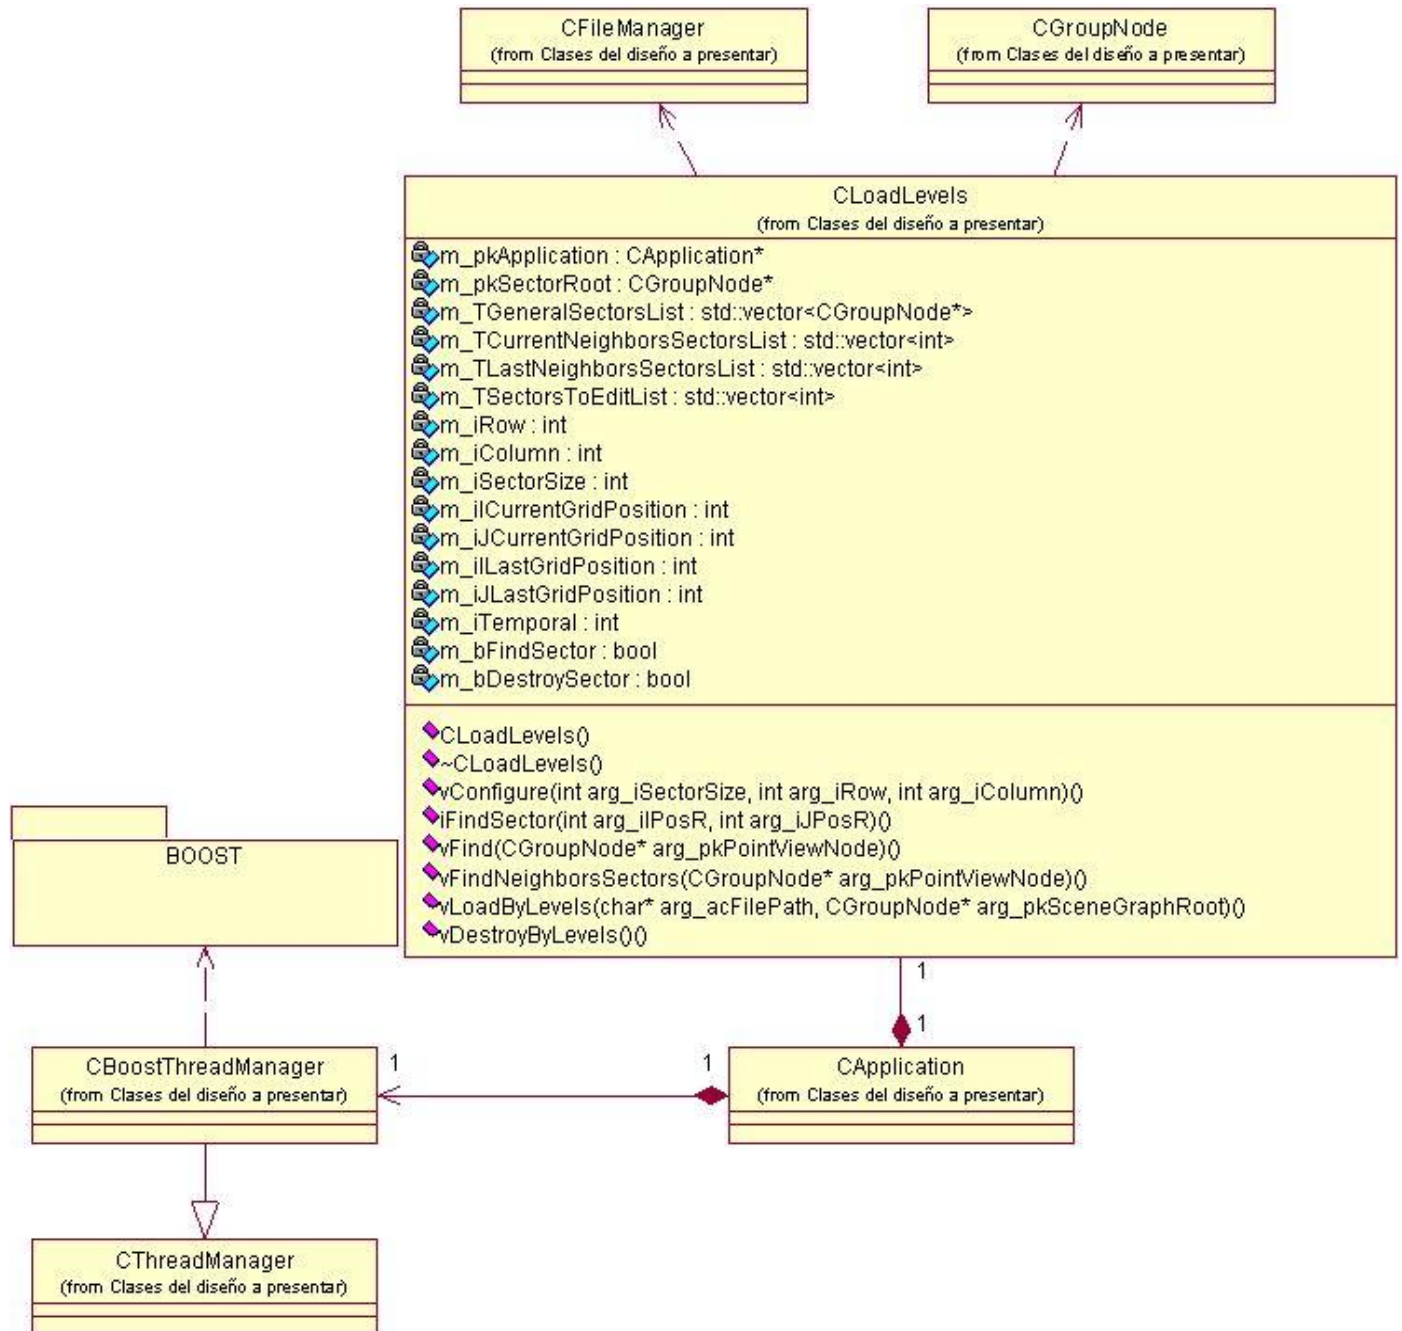 CFileManager
(from Clases del diseño a presentar)
CGroupNode
(from Clases del diseño a presentar)
CLoadLevels
(from Clases del diseño a presentar)
m_pkApplication : CApplication*
m_pkSectorRoot : CGroupNode*
m_TGeneralSectorsList : std::vector<CGroupNode*>
m_TCurrentNeighborsSectorsList : std::vector<int>
m_TLastNeighborsSectorsList : std::vector<int>
m_TSectorsToEditList : std::vector<int>
m_iRow : int
m_iColumn : int
m_iSectorSize : int
m_iICurrentGridPosition : int
m_iJCurrentGridPosition : int
m_iILastGridPosition : int
m_iJLastGridPosition : int
m_iTemporal : int
m_bFindSector : bool
m_bDestroySector : bool
CLoadLevels()
~CLoadLevels()
vConfigure(int arg_iSectorSize, int arg_iRow, int arg_iColumn)()
iFindSector(int arg_iIPosR, int arg_iJPosR)()
vFind(CGroupNode* arg_pkPointViewNode)()
vFindNeighborsSectors(CGroupNode* arg_pkPointViewNode)()
vLoadByLevels(char* arg_acFilePath, CGroupNode* arg_pkSceneGraphRoot)()
vDestroyByLevels()()
BOOST
1
1
CBoostThreadManager
(from Clases del diseño a presentar)
1
1
CApplication
(from Clases del diseño a presentar)
CThreadManager
(from Clases del diseño a presentar)